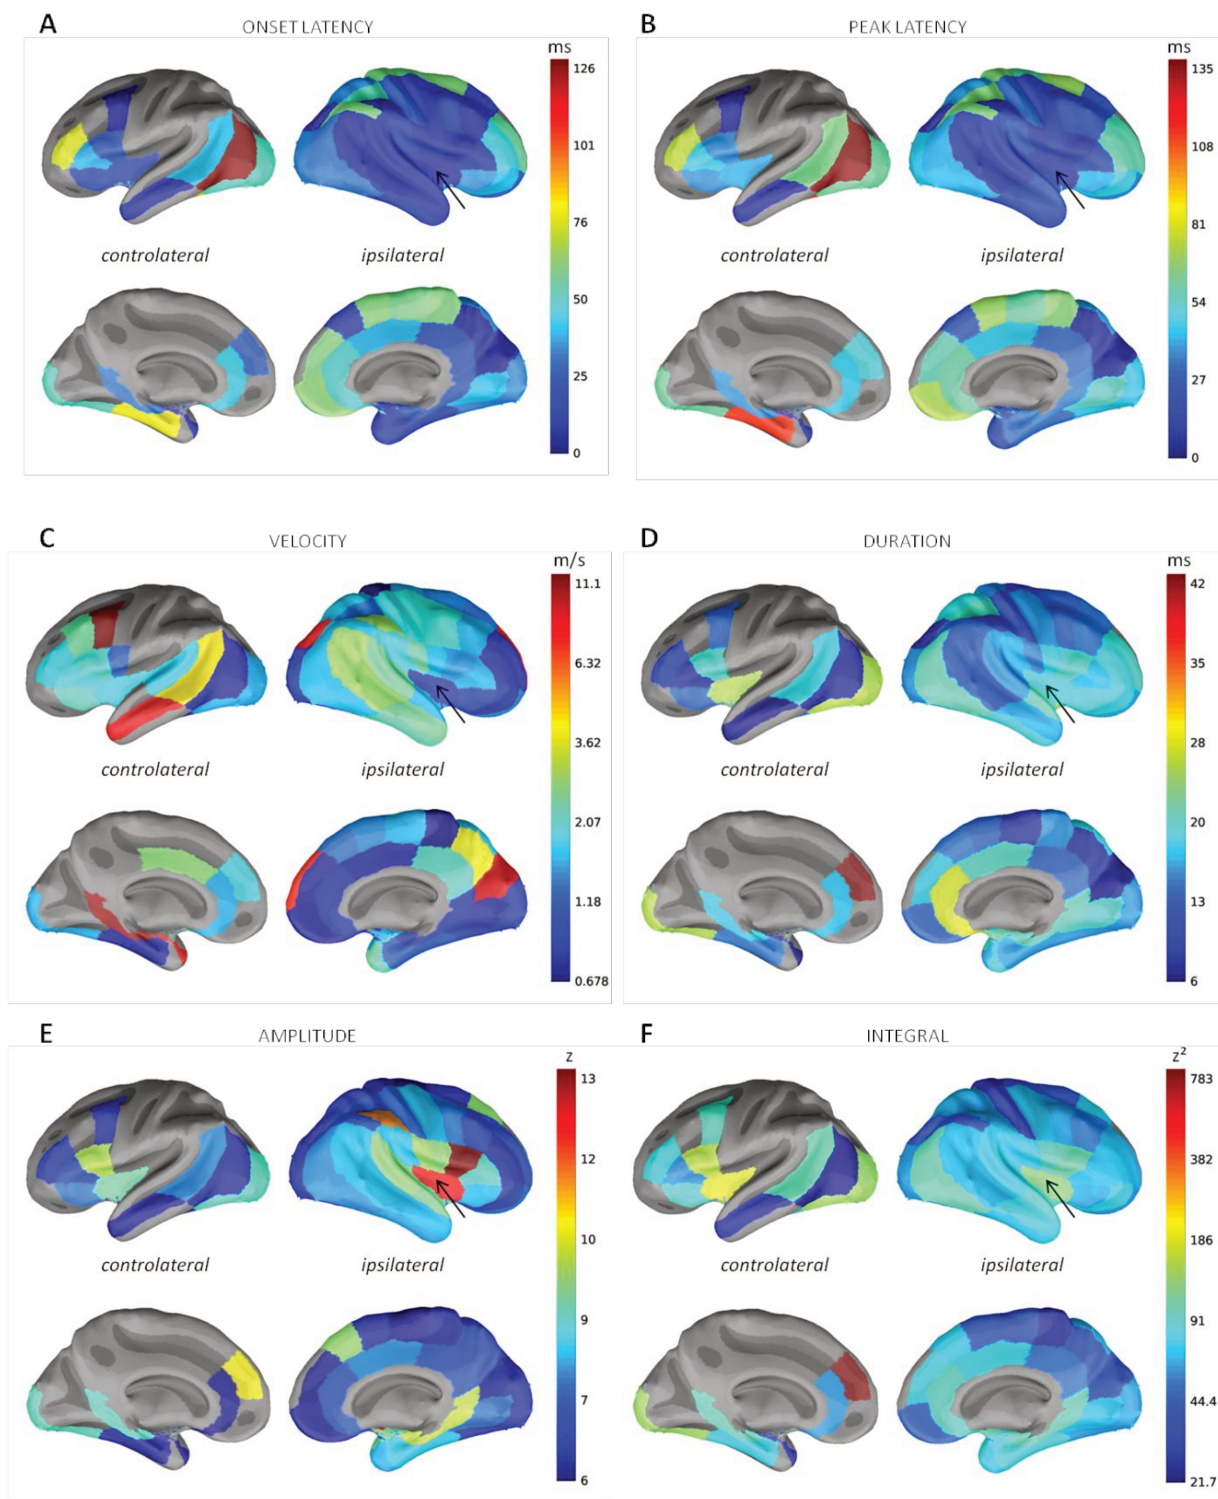 A
ONSET LATENCY
ms
126
101
76
50
25
0
controlateral
ipsilateral
B
PEAK LATENCY
ms
135
108
81
54
27
0
controlateral
ipsilateral
C
VELOCITY
m/s
11.1
6.32
3.62
2.07
1.18
0.678
controlateral
ipsilateral
D
DURATION
ms
42
35
28
20
13
6
controlateral
ipsilateral
E
AMPLITUDE
z
13
12
10
9
7
6
controlateral
ipsilateral
F
INTEGRAL
z²
783
382
186
91
44.4
21.7
controlateral
ipsilateral